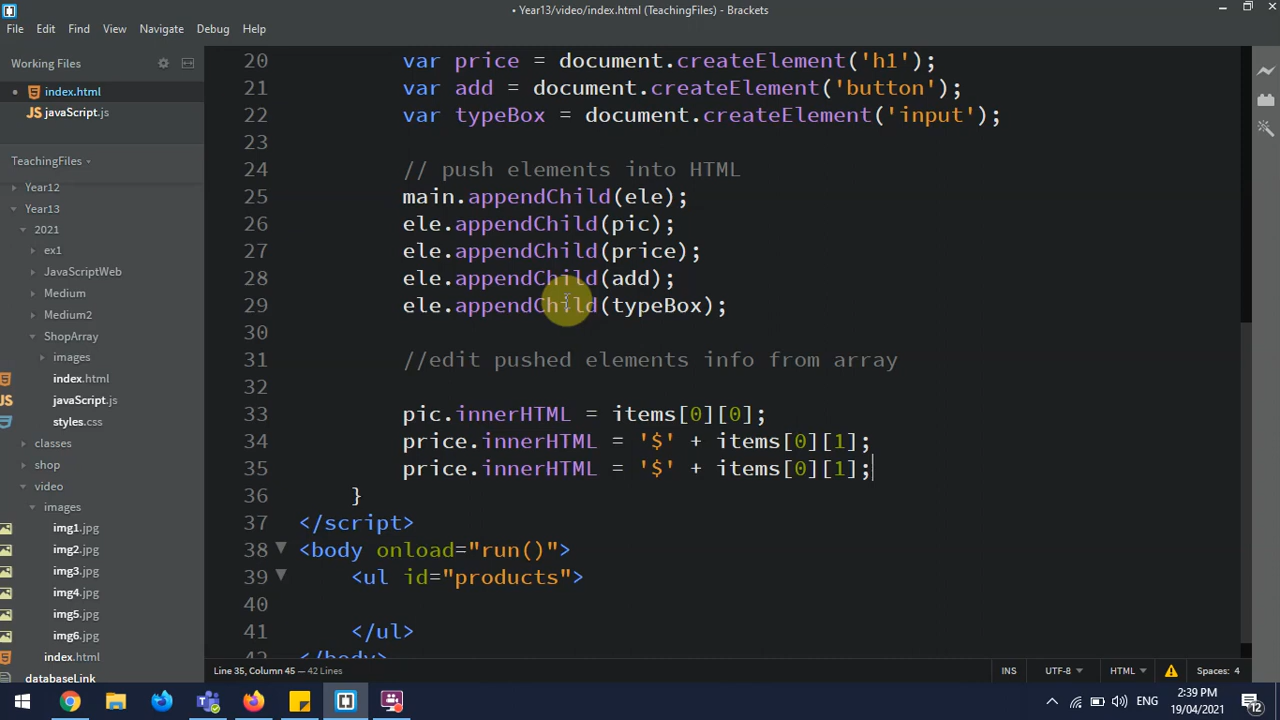 • Year13/video/index.html (TeachingFiles) - Brackets
File Edit Find View Navigate Debug Help
Working Files
index.html
javaScript.js
TeachingFiles
Year12
Year13
2021
ex1
JavaScriptWeb
Medium
Medium2
ShopArray
images
index.html
javaScript.js
styles.css
classes
shop
video
images
img1.jpg
img2.jpg
img3.jpg
img4.jpg
img5.jpg
img6.jpg
index.html
databaseLink
20 var price = document.createElement('h1');
21 var add = document.createElement('button');
22 var typeBox = document.createElement('input');
23
24 // push elements into HTML
25 main.appendChild(ele);
26 ele.appendChild(pic);
27 ele.appendChild(price);
28 ele.appendChild(add);
29 ele.appendChild(typeBox);
30
31 //edit pushed elements info from array
32
33 pic.innerHTML = items[0][0];
34 price.innerHTML = '$' + items[0][1];
35 price.innerHTML = '$' + items[0][1];
36 }
37 </script>
38 <body onload="run()">
39 <ul id="products">
40
41 </ul>
42 </body>
Line 35, Column 45 — 42 Lines
INS UTF-8 HTML Spaces: 4
ENG
2:39 PM
19/04/2021
12